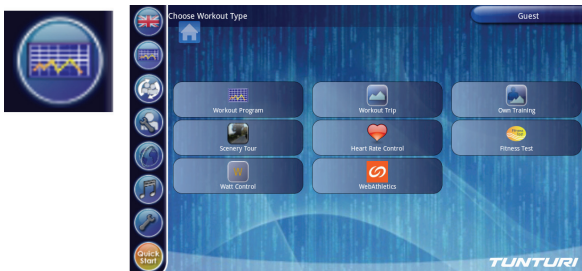 Choose Workout Type
Guest
Workout Program
Workout Trip
Own Training
Scenery Tour
Heart Rate Control
Fitness Test
W
Watt Control
WebAthletics
Quick
Start
TUNTURI